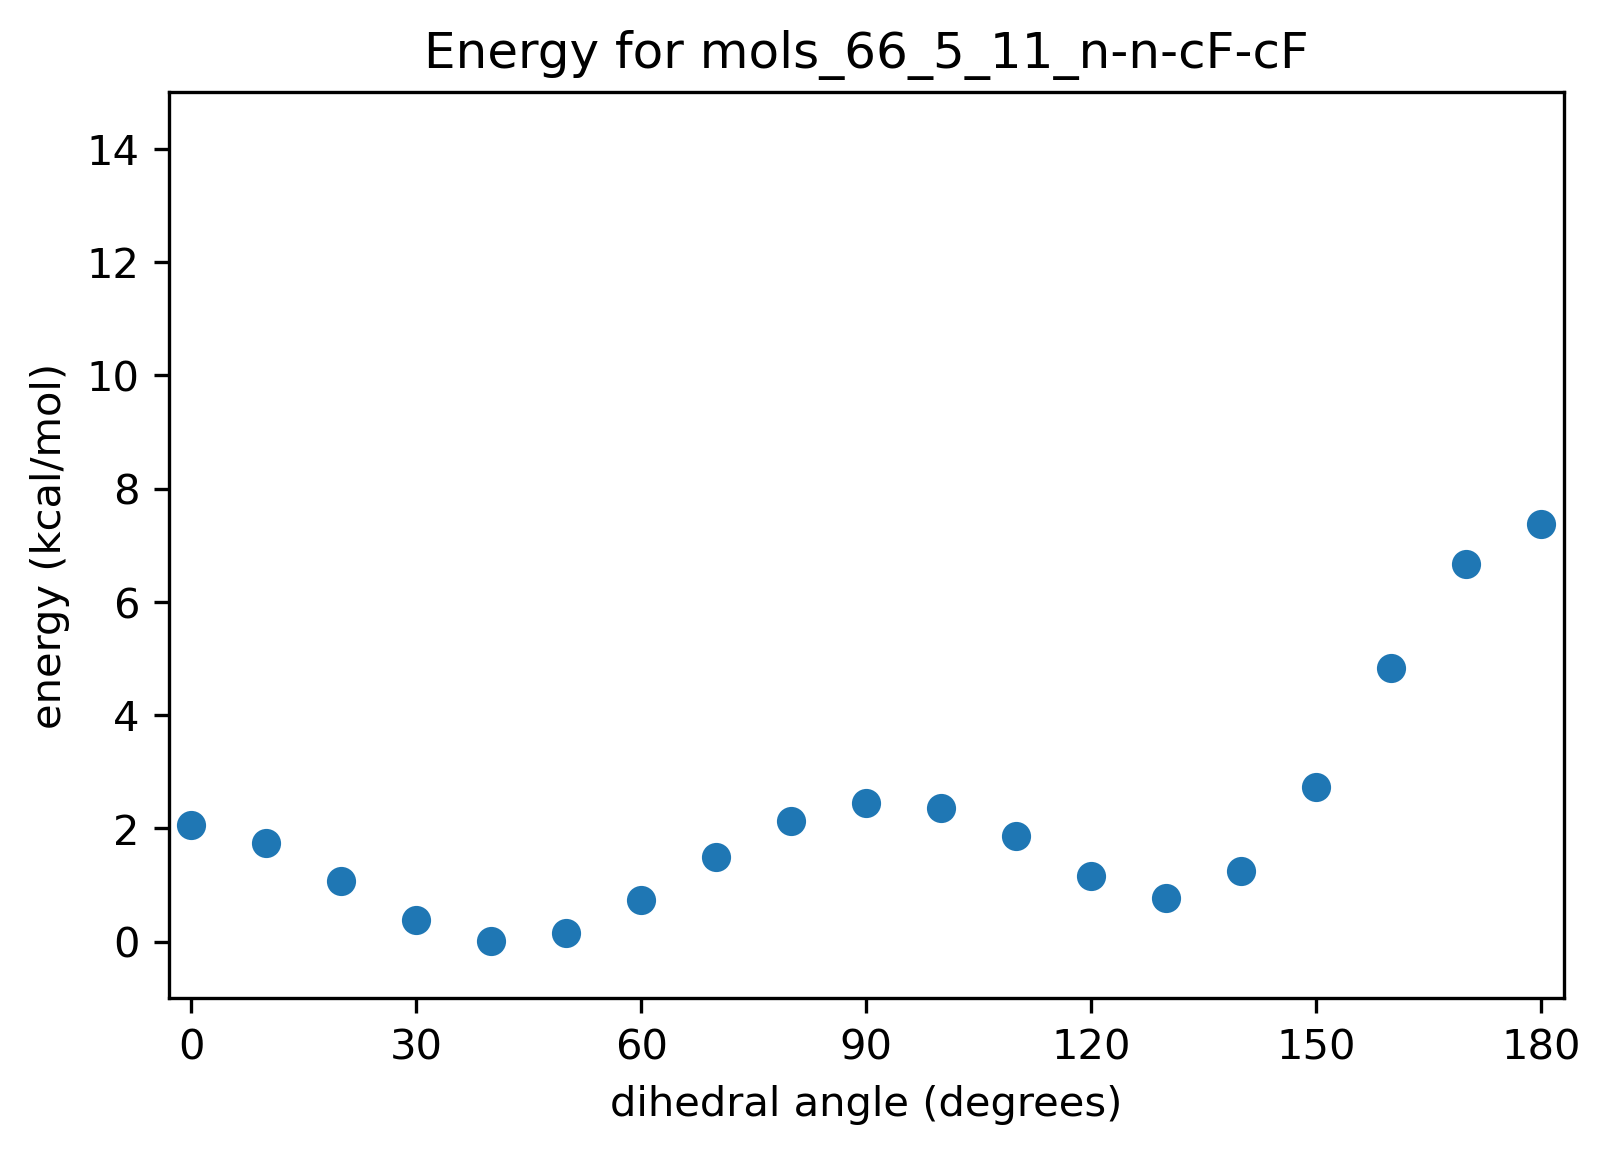 Energy for mols_66_5_11_n-n-cF-cF
14
12
10
8
6
4
2
0
energy (kcal/mol)
0 30 60 90 120 150 180
dihedral angle (degrees)